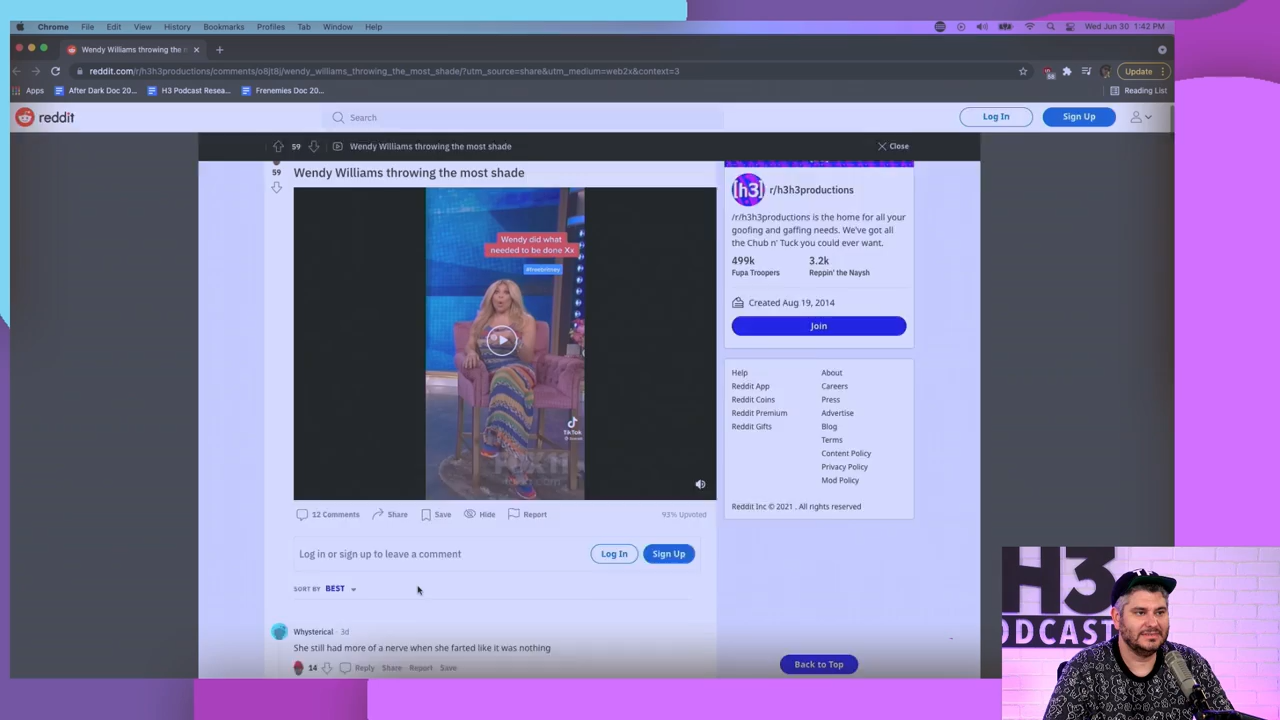 Chrome File Edit View History Bookmarks Profiles Tab Window Help
Wed Jun 30 1:42 PM
Wendy Williams throwing the
reddit.com/r/h3h3productions/comments/o8jt8j/wendy_williams_throwing_the_most_shade/?utm_source=share&utm_medium=web2x&context=3
Update
Apps After Dark Doc 20... H3 Podcast Resea... Frenemies Doc 20...
Reading List
reddit
Search
Log In
Sign Up
59
Wendy Williams throwing the most shade
Close
59
Wendy Williams throwing the most shade
Wendy did what
needed to be done Xx
#freebritney
TikTok
12 Comments
Share
Save
Hide
Report
93% Upvoted
Log in or sign up to leave a comment
Log In
Sign Up
SORT BY BEST
Whysterical · 3d
She still had more of a nerve when she farted like it was nothing
14
Reply Share Report Save
h3
r/h3h3productions
/r/h3h3productions is the home for all your
goofing and gaffing needs. We've got all
the Chub n' Tuck you could ever want.
499k 3.2k
Fupa Troopers Reppin' the Naysh
Created Aug 19, 2014
Join
Help About
Reddit App Careers
Reddit Coins Press
Reddit Premium Advertise
Reddit Gifts Blog
Terms
Content Policy
Privacy Policy
Mod Policy
Reddit Inc © 2021 . All rights reserved
Back to Top
H3
PODCAST